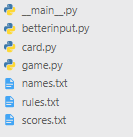 __main__.py
betterinput.py
card.py
game.py
names.txt
rules.txt
scores.txt